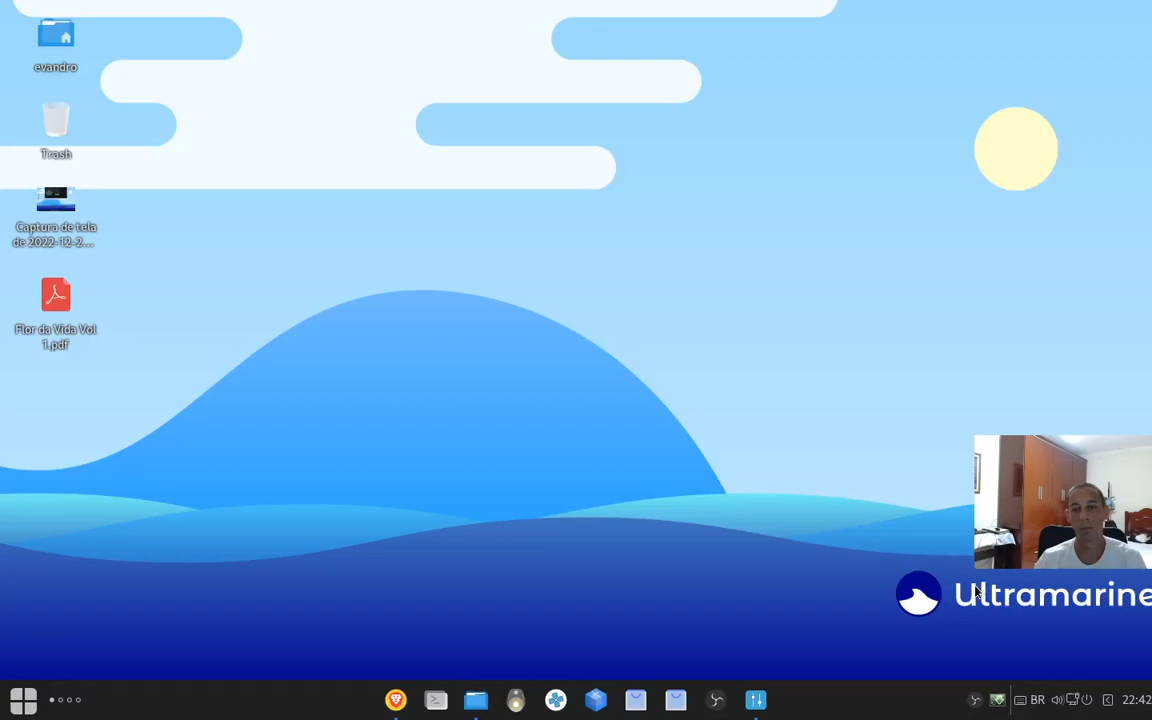 evandro
Trash
Captura de tela
de 2022-12-2...
Flor da Vida Vol
1.pdf
Ultramarine
BR
22:42